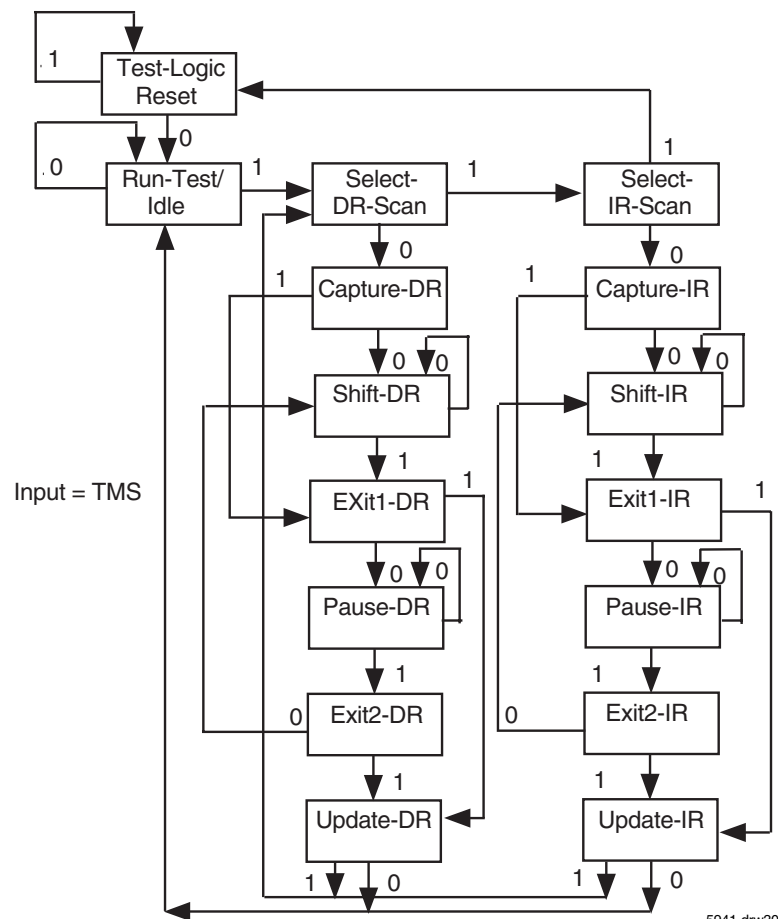 1
Test-Logic
Reset
0
0
Run-Test/
Idle
1
Select-
DR-Scan
1
1
Select-
IR-Scan
0
0
1
Capture-DR
1
Capture-IR
0
0
0
0
Shift-DR
Shift-IR
1
1
Input = TMS
EXit1-DR
1
Exit1-IR
1
0
0
0
0
Pause-DR
Pause-IR
1
1
0
Exit2-DR
0
Exit2-IR
1
1
Update-DR
Update-IR
1
0
1
0